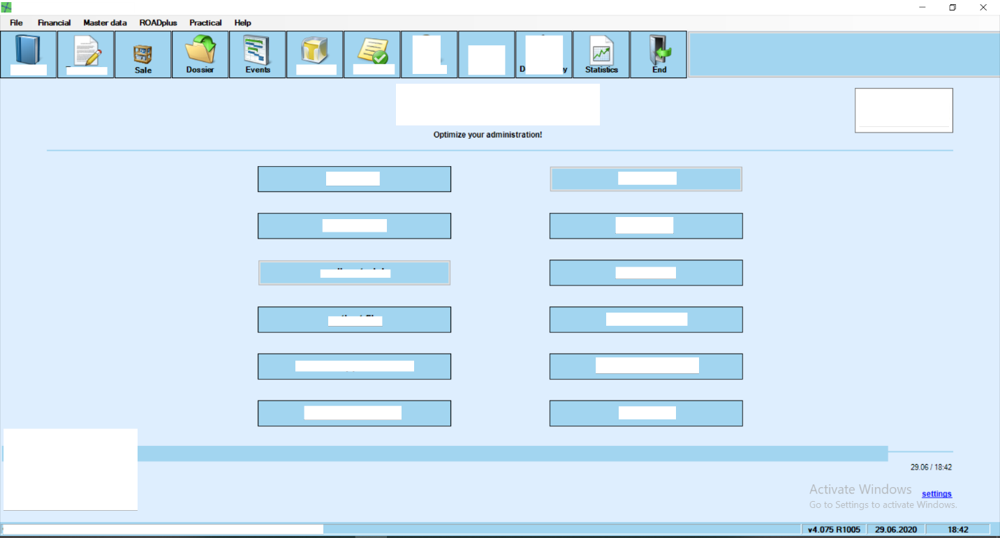 File Financial Master data ROADplus Practical Help
Sale Dossier Events Statistics End
Optimize your administration!
29.06 / 18:42
Activate Windows
settings
Go to Settings to activate Windows.
v4.075 R1005 29.06.2020 18:42